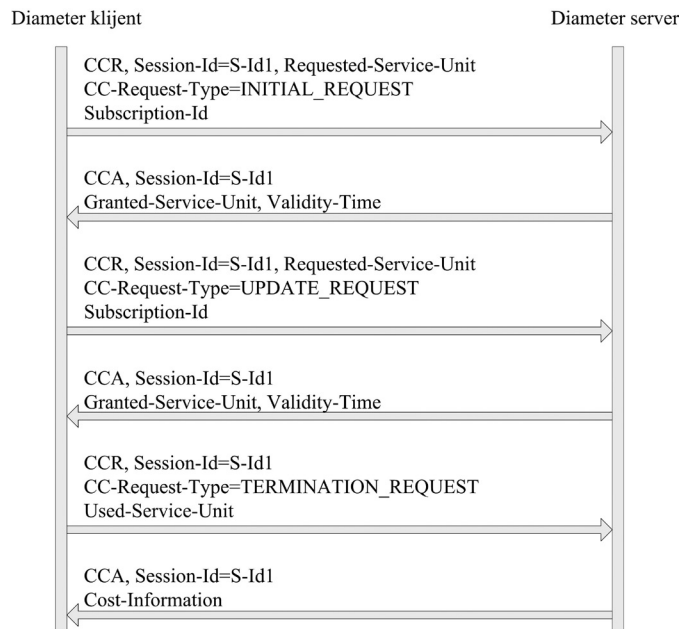 Diameter klijent
Diameter server
CCR, Session-Id=S-Id1, Requested-Service-Unit
CC-Request-Type=INITIAL_REQUEST
Subscription-Id
CCA, Session-Id=S-Id1
Granted-Service-Unit, Validity-Time
CCR, Session-Id=S-Id1, Requested-Service-Unit
CC-Request-Type=UPDATE_REQUEST
Subscription-Id
CCA, Session-Id=S-Id1
Granted-Service-Unit, Validity-Time
CCR, Session-Id=S-Id1
CC-Request-Type=TERMINATION_REQUEST
Used-Service-Unit
CCA, Session-Id=S-Id1
Cost-Information